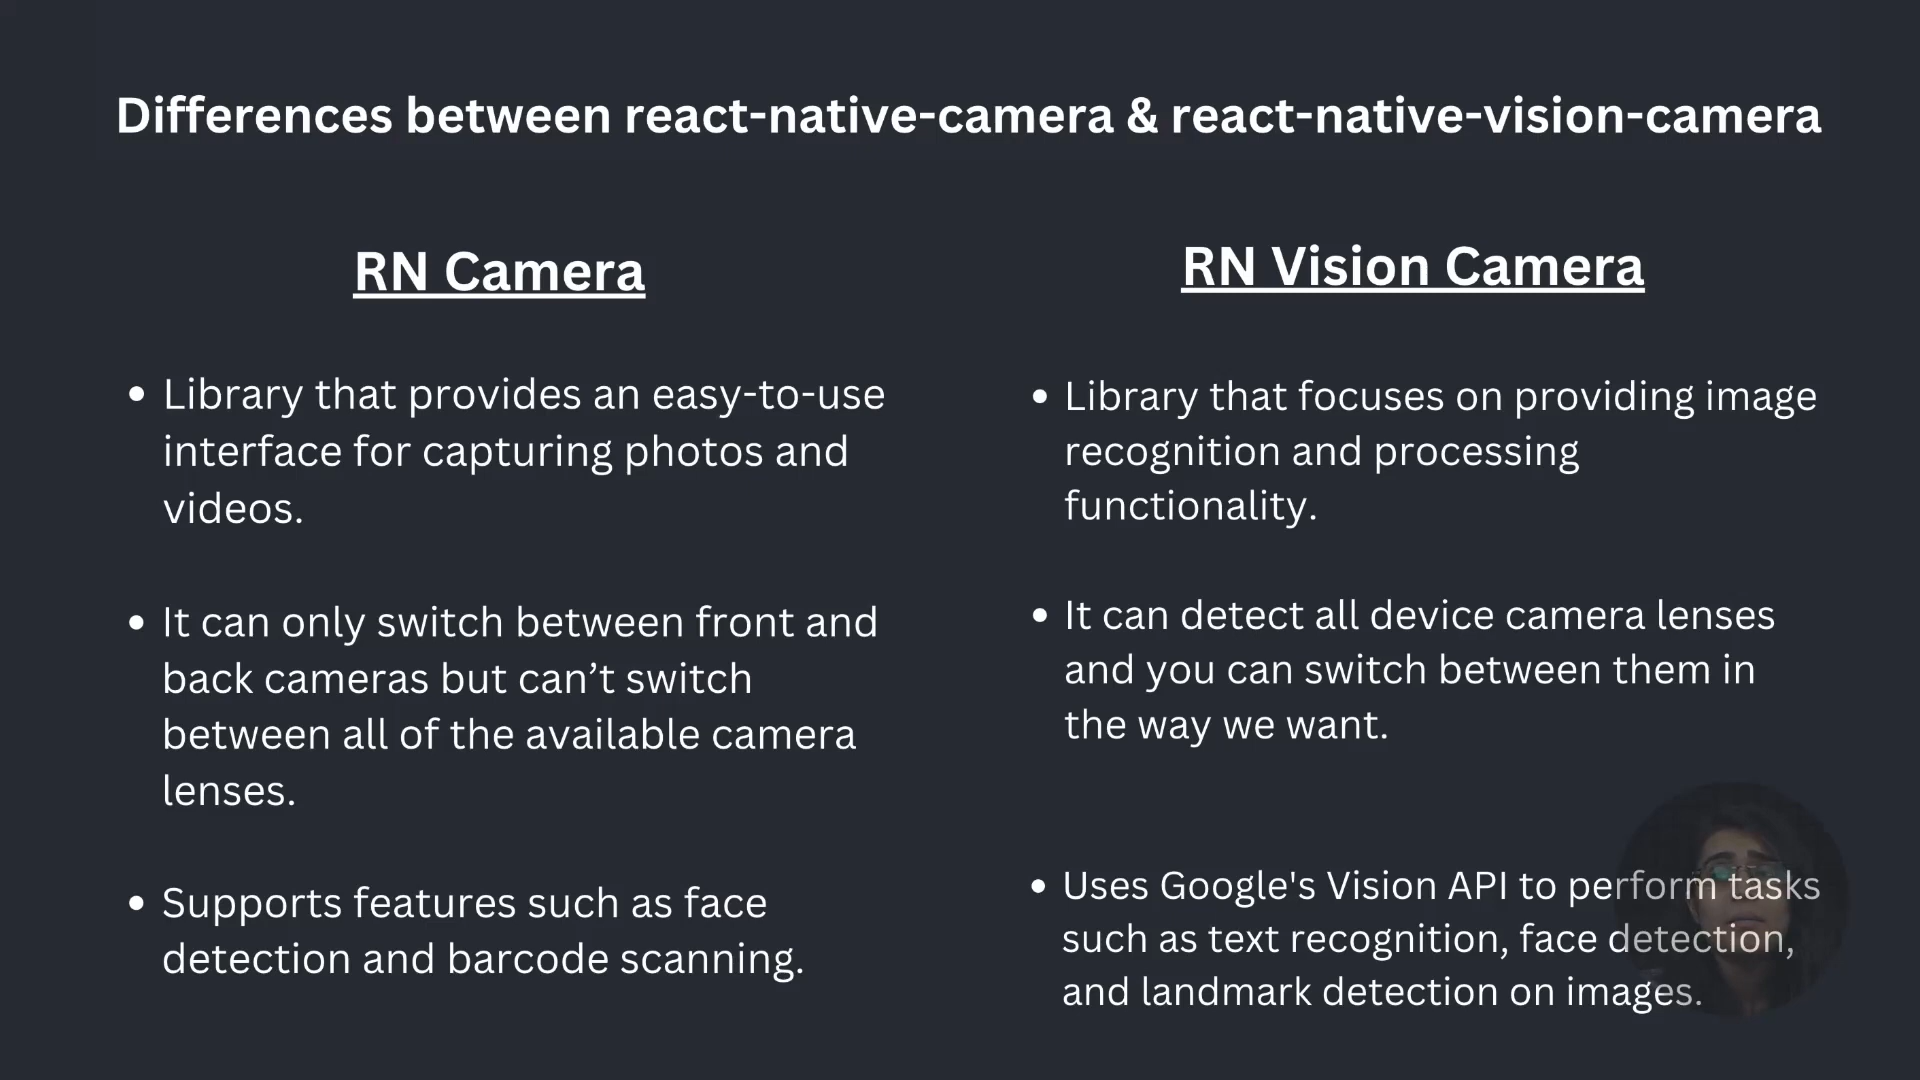 Differences between react-native-camera & react-native-vision-camera
RN Camera
• Library that provides an easy-to-use
interface for capturing photos and
videos.
• It can only switch between front and
back cameras but can’t switch
between all of the available camera
lenses.
• Supports features such as face
detection and barcode scanning.
RN Vision Camera
• Library that focuses on providing image
recognition and processing
functionality.
• It can detect all device camera lenses
and you can switch between them in
the way we want.
• Uses Google's Vision API to perform tasks
such as text recognition, face detection,
and landmark detection on images.